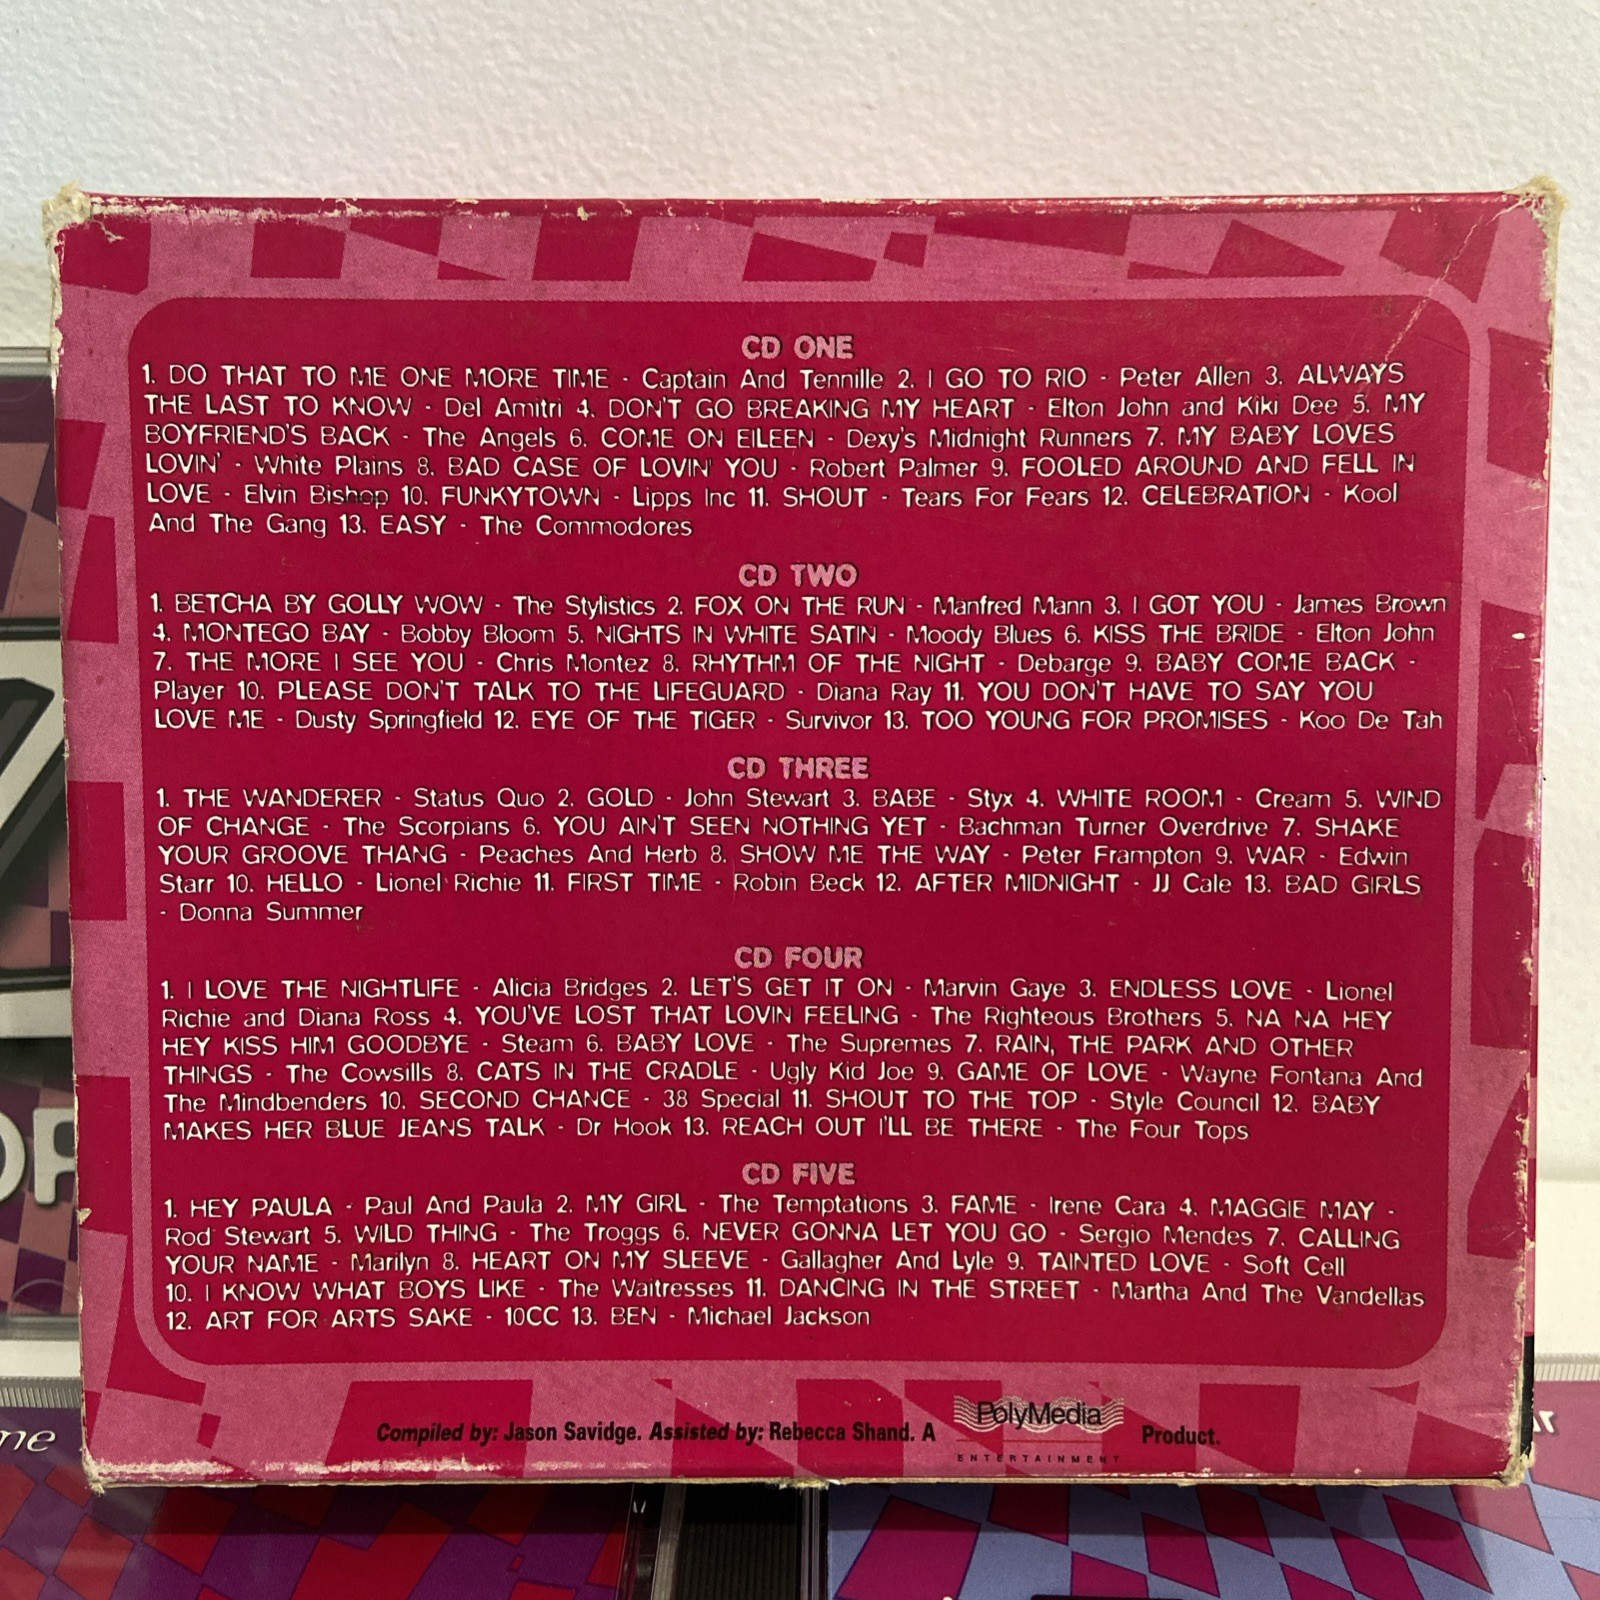 CD ONE
1. DO THAT TO ME ONE MORE TIME - Captain And Tennille 2. I GO TO RIO - Peter Allen 3. ALWAYS
THE LAST TO KNOW - Del Amitri 4. DON'T GO BREAKING MY HEART - Elton John and Kiki Dee 5. MY
BOYFRIEND'S BACK - The Angels 6. COME ON EILEEN - Dexy's Midnight Runners 7. MY BABY LOVES
LOVIN' - White Plains 8. BAD CASE OF LOVIN' YOU - Robert Palmer 9. FOOLED AROUND AND FELL IN
LOVE - Elvin Bishop 10. FUNKYTOWN - Lipps Inc 11. SHOUT - Tears For Fears 12. CELEBRATION - Kool
And The Gang 13. EASY - The Commodores
CD TWO
1. BETCHA BY GOLLY WOW - The Stylistics 2. FOX ON THE RUN - Manfred Mann 3. I GOT YOU - James Brown
4. MONTEGO BAY - Bobby Bloom 5. NIGHTS IN WHITE SATIN - Moody Blues 6. KISS THE BRIDE - Elton John
7. THE MORE I SEE YOU - Chris Montez 8. RHYTHM OF THE NIGHT - Debarge 9. BABY COME BACK -
Player 10. PLEASE DON'T TALK TO THE LIFEGUARD - Diana Ray 11. YOU DON'T HAVE TO SAY YOU
LOVE ME - Dusty Springfield 12. EYE OF THE TIGER - Survivor 13. TOO YOUNG FOR PROMISES - Koo De Tah
CD THREE
1. THE WANDERER - Status Quo 2. GOLD - John Stewart 3. BABE - Styx 4. WHITE ROOM - Cream 5. WIND
OF CHANGE - The Scorpians 6. YOU AIN'T SEEN NOTHING YET - Bachman Turner Overdrive 7. SHAKE
YOUR GROOVE THANG - Peaches And Herb 8. SHOW ME THE WAY - Peter Frampton 9. WAR - Edwin
Starr 10. HELLO - Lionel Richie 11. FIRST TIME - Robin Beck 12. AFTER MIDNIGHT - JJ Cale 13. BAD GIRLS
- Donna Summer
CD FOUR
1. I LOVE THE NIGHTLIFE - Alicia Bridges 2. LET'S GET IT ON - Marvin Gaye 3. ENDLESS LOVE - Lionel
Richie and Diana Ross 4. YOU'VE LOST THAT LOVIN FEELING - The Righteous Brothers 5. NA NA HEY
HEY KISS HIM GOODBYE - Steam 6. BABY LOVE - The Supremes 7. RAIN, THE PARK AND OTHER
THINGS - The Cowsills 8. CATS IN THE CRADLE - Ugly Kid Joe 9. GAME OF LOVE - Wayne Fontana And
The Mindbenders 10. SECOND CHANCE - 38 Special 11. SHOUT TO THE TOP - Style Council 12. BABY
MAKES HER BLUE JEANS TALK - Dr Hook 13. REACH OUT I'LL BE THERE - The Four Tops
CD FIVE
1. HEY PAULA - Paul And Paula 2. MY GIRL - The Temptations 3. FAME - Irene Cara 4. MAGGIE MAY -
Rod Stewart 5. WILD THING - The Troggs 6. NEVER GONNA LET YOU GO - Sergio Mendes 7. CALLING
YOUR NAME - Marilyn 8. HEART ON MY SLEEVE - Gallagher And Lyle 9. TAINTED LOVE - Soft Cell
10. I KNOW WHAT BOYS LIKE - The Waitresses 11. DANCING IN THE STREET - Martha And The Vandellas
12. ART FOR ARTS SAKE - 10CC 13. BEN - Michael Jackson
Compiled by: Jason Savidge. Assisted by: Rebecca Shand. A PolyMedia Product.
ENTERTAINMENT